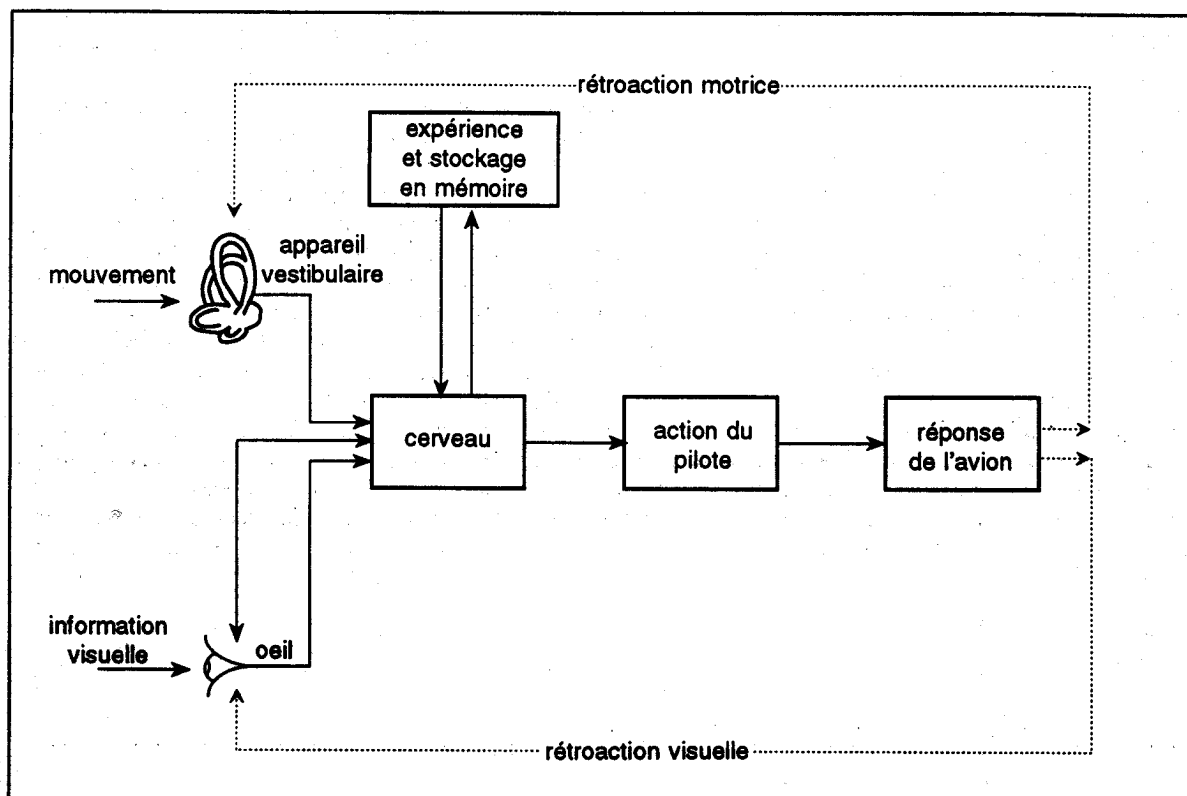 rétroaction motrice
expérience
et stockage
en mémoire
appareil
vestibulaire
mouvement
cerveau
action du
pilote
réponse
de l'avion
information
visuelle
oeil
rétroaction visuelle